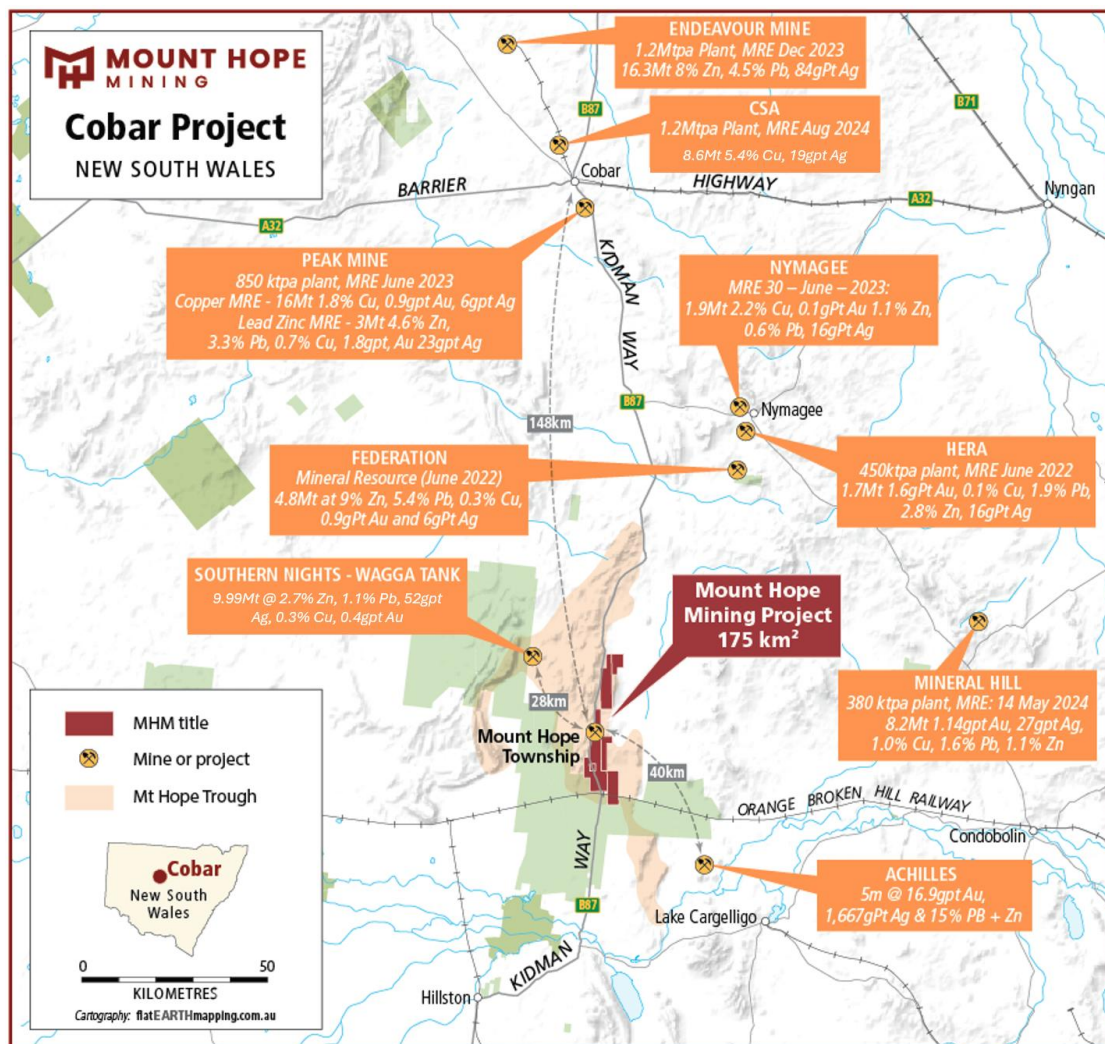 MOUNT HOPE
MINING
Cobar Project
NEW SOUTH WALES
ENDEAVOUR MINE
1.2Mtpa Plant, MRE Dec 2023
16.3Mt 8% Zn, 4.5% Pb, 84gPt Ag
B87
B71
CSA
1.2Mtpa Plant, MRE Aug 2024
8.6Mt 5.4% Cu, 19gpt Ag
Cobar
BARRIER
HIGHWAY
Nyngan
A32
A32
PEAK MINE
850 ktpa plant, MRE June 2023
Copper MRE - 16Mt 1.8% Cu, 0.9gpt Au, 6gpt Ag
Lead Zinc MRE - 3Mt 4.6% Zn,
3.3% Pb, 0.7% Cu, 1.8gpt, Au 23gpt Ag
KIDMAN
WAY
NYMAGEE
MRE 30 – June – 2023:
1.9Mt 2.2% Cu, 0.1gPt Au 1.1% Zn,
0.6% Pb, 16gPt Ag
B87
Nymagee
148km
FEDERATION
Mineral Resource (June 2022)
4.8Mt at 9% Zn, 5.4% Pb, 0.3% Cu,
0.9gPt Au and 6gPt Ag
HERA
450ktpa plant, MRE June 2022
1.7Mt 1.6gPt Au, 0.1% Cu, 1.9% Pb,
2.8% Zn, 16gPt Ag
SOUTHERN NIGHTS - WAGGA TANK
9.99Mt @ 2.7% Zn, 1.1% Pb, 52gpt
Ag, 0.3% Cu, 0.4gpt Au
Mount Hope
Mining Project
175 km²
MINERAL HILL
380 ktpa plant, MRE: 14 May 2024
8.2Mt 1.14gpt Au, 27gpt Ag,
1.0% Cu, 1.6% Pb, 1.1% Zn
28km
Mount Hope
Township
40km
MHM title
Mine or project
Mt Hope Trough
ORANGE BROKEN HILL RAILWAY
Condobolin
WAY
Cobar
New South
Wales
ACHILLES
5m @ 16.9gpt Au,
1,667gPt Ag & 15% PB + Zn
B87
Lake Cargelligo
KIDMAN
Hillston
0 50
KILOMETRES
Cartography: flatEARTHmapping.com.au